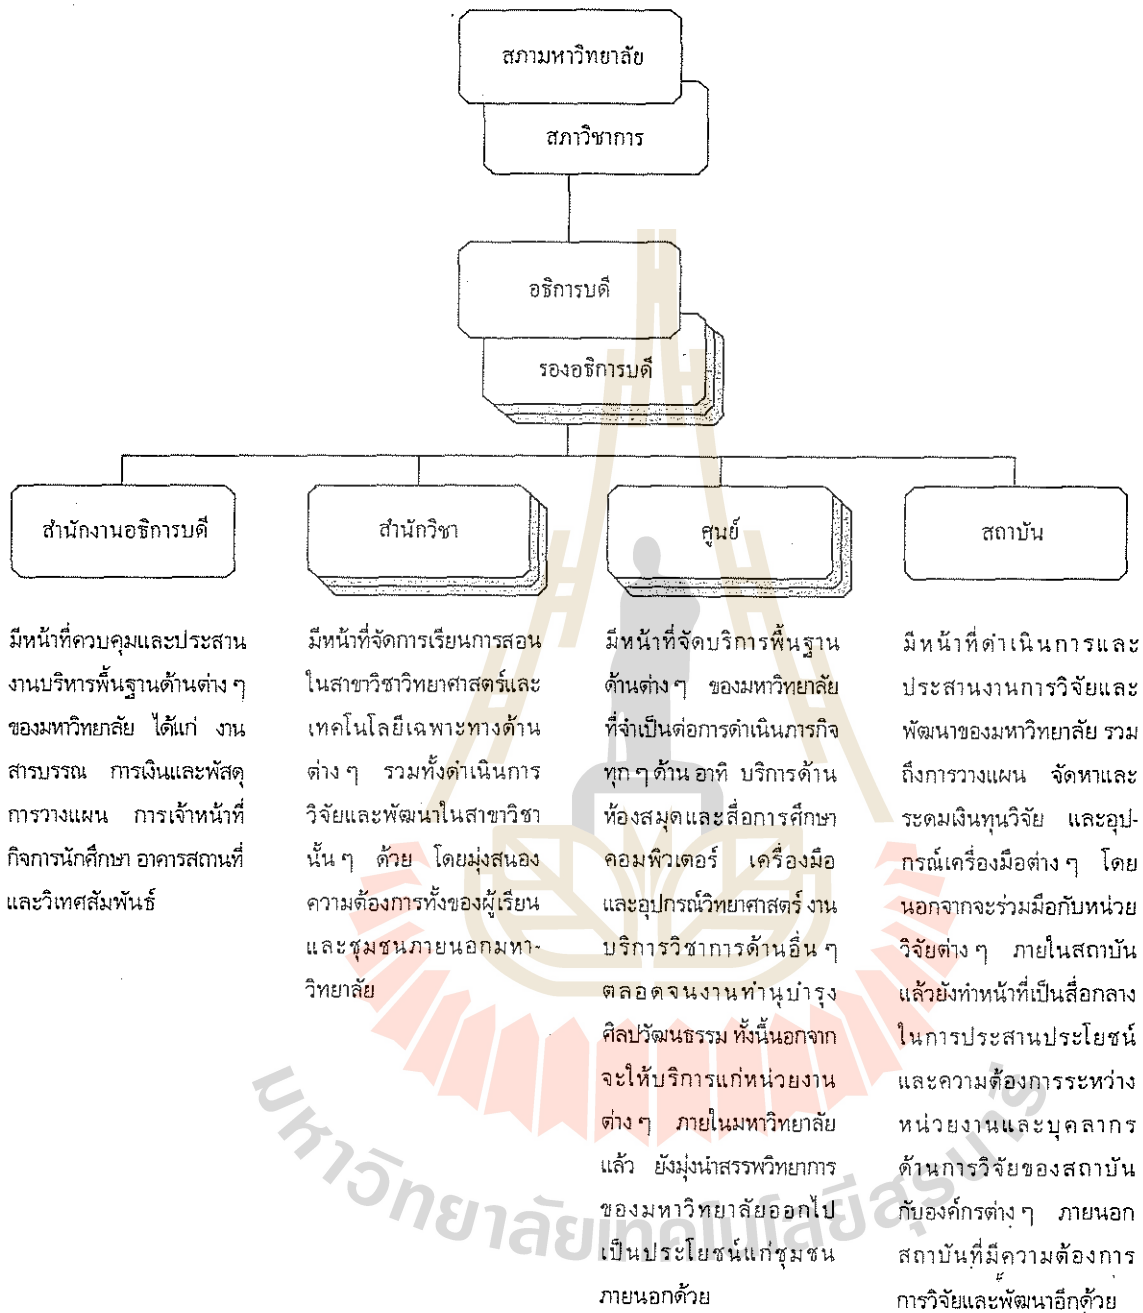 สภามหาวิทยาลัย
สภาวิชาการ
อธิการบดี
รองอธิการบดี
สำนักงานอธิการบดี
สำนักวิชา
ศูนย์
สถาบัน
มีหน้าที่ควบคุมและประสาน
งานบริหารพื้นฐานด้านต่าง ๆ
ของมหาวิทยาลัย ได้แก่ งาน
สารบรรณ การเงินและพัสดุ
การวางแผน การเจ้าหน้าที่
กิจการนักศึกษา อาคารสถานที่
และวิเทศสัมพันธ์
มีหน้าที่จัดการเรียนการสอน
ในสาขาวิชาวิทยาศาสตร์และ
เทคโนโลยีเฉพาะทางด้าน
ต่าง ๆ รวมทั้งดำเนินการ
วิจัยและพัฒนาในสาขาวิชา
นั้น ๆ ด้วย โดยมุ่งสนอง
ความต้องการทั้งของผู้เรียน
และชุมชนภายนอกมหา-
วิทยาลัย
มีหน้าที่จัดบริการพื้นฐาน
ด้านต่าง ๆ ของมหาวิทยาลัย
ที่จำเป็นต่อการดำเนินภารกิจ
ทุก ๆ ด้าน อาทิ บริการด้าน
ห้องสมุดและสื่อการศึกษา
คอมพิวเตอร์ เครื่องมือ
และอุปกรณ์วิทยาศาสตร์ งาน
บริการวิชาการด้านอื่น ๆ
ตลอดจนงานทำนุบำรุง
ศิลปวัฒนธรรม ทั้งนี้นอกจาก
จะให้บริการแก่หน่วยงาน
ต่าง ๆ ภายในมหาวิทยาลัย
แล้ว ยังมุ่งนำสรรพวิทยาการ
ของมหาวิทยาลัยออกไป
เป็นประโยชน์แก่ชุมชน
ภายนอกด้วย
มีหน้าที่ดำเนินการและ
ประสานงานการวิจัยและ
พัฒนาของมหาวิทยาลัย รวม
ถึงการวางแผน จัดหาและ
ระดมเงินทุนวิจัย และอุป-
กรณ์เครื่องมือต่าง ๆ โดย
นอกจากจะร่วมมือกับหน่วย
วิจัยต่าง ๆ ภายในสถาบัน
แล้วยังทำหน้าที่เป็นสื่อกลาง
ในการประสานประโยชน์
และความต้องการระหว่าง
หน่วยงานและบุคลากร
ด้านการวิจัยของสถาบัน
กับองค์กรต่าง ๆ ภายนอก
สถาบันที่มีความต้องการ
การวิจัยและพัฒนาอีกด้วย
มหาวิทยาลัยเทคโนโลยีสุรนารี